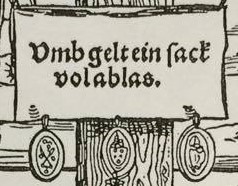 Vmb gelt ein ſack
vol ablas.